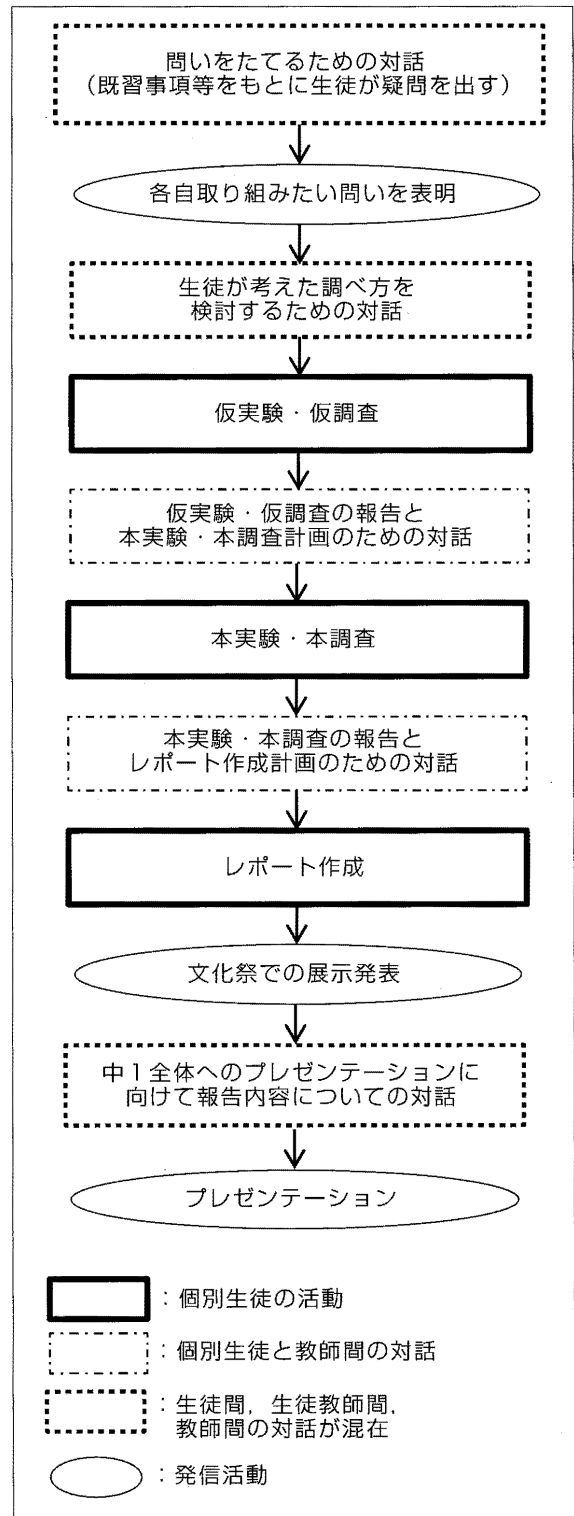 問いをたてるための対話
（既習事項等をもとに生徒が疑問を出す）
各自取り組みたい問いを表明
生徒が考えた調べ方を
検討するための対話
仮実験・仮調査
仮実験・仮調査の報告と
本実験・本調査計画のための対話
本実験・本調査
本実験・本調査の報告と
レポート作成計画のための対話
レポート作成
文化祭での展示発表
中１全体へのプレゼンテーションに
向けて報告内容についての対話
プレゼンテーション
：個別生徒の活動
：個別生徒と教師間の対話
：生徒間，生徒教師間，
教師間の対話が混在
：発信活動